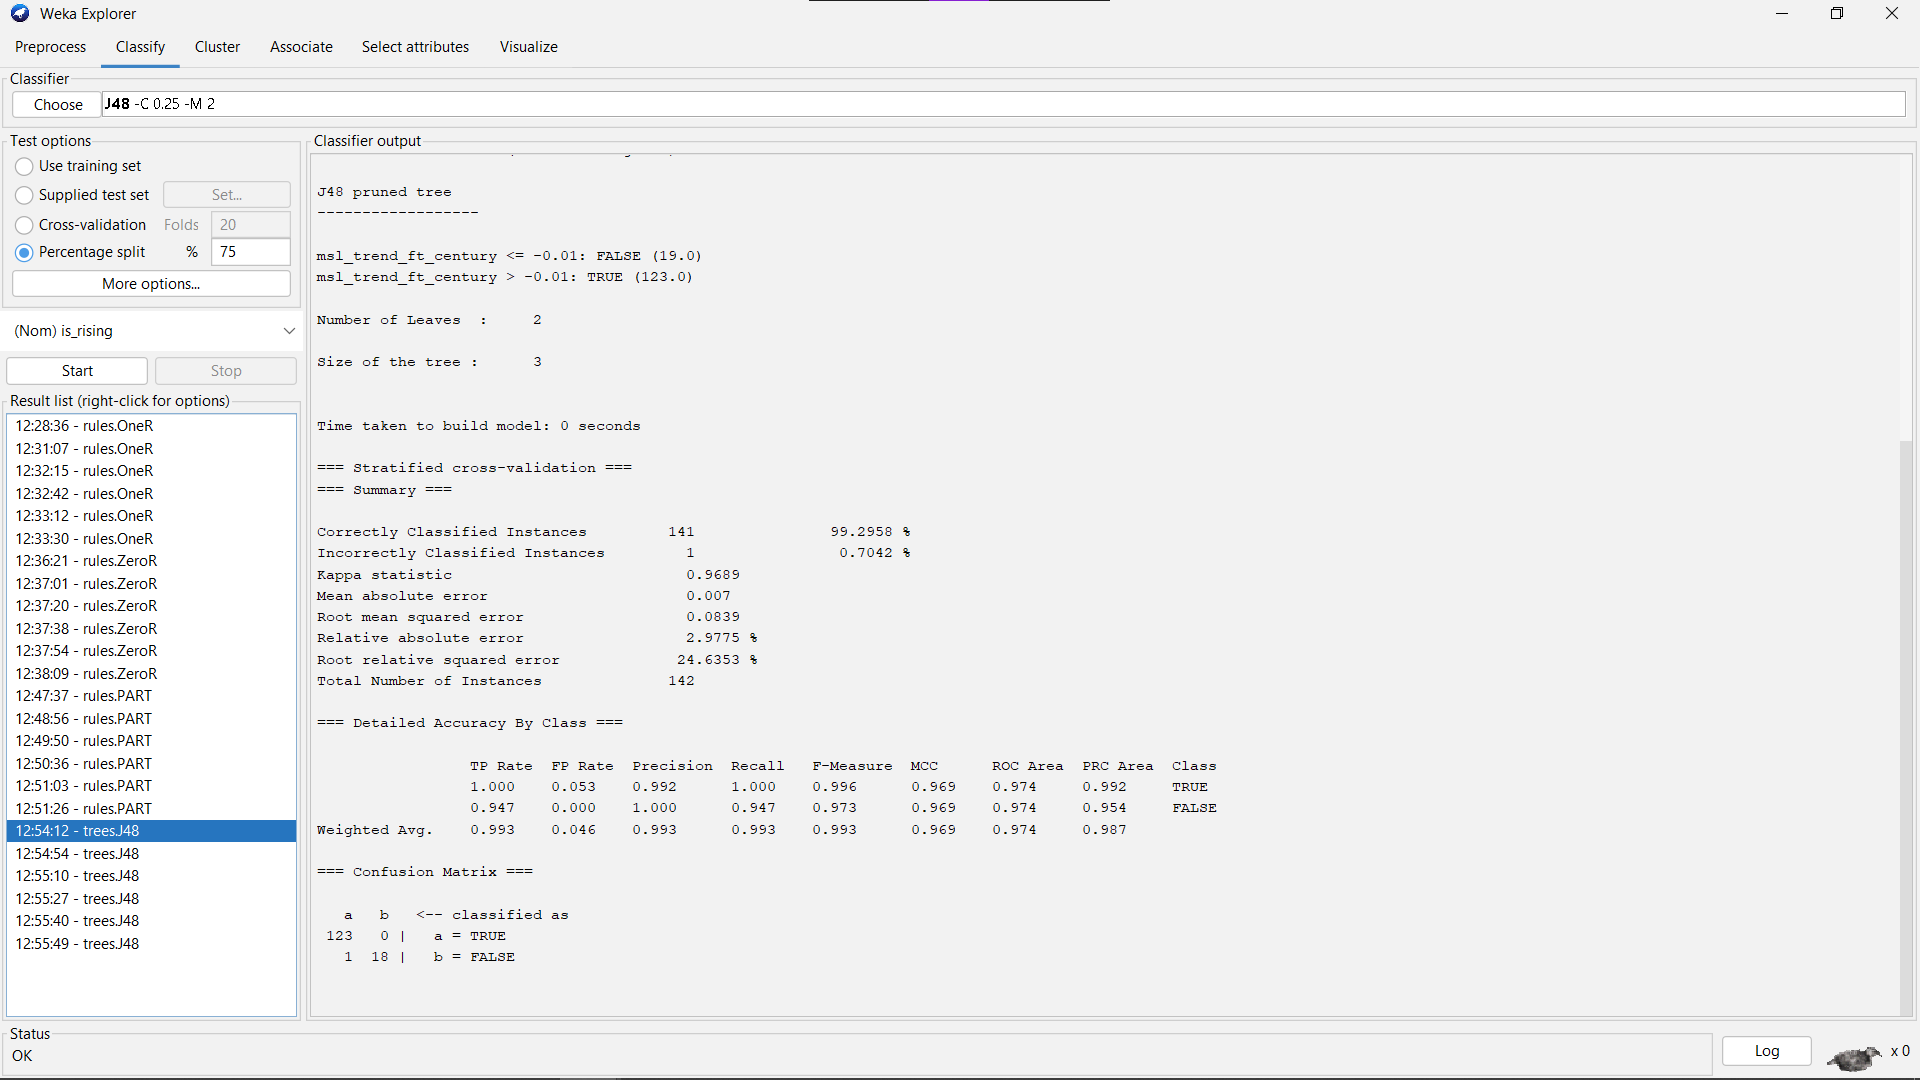 Weka Explorer
Preprocess Classify Cluster Associate Select attributes Visualize
Classifier
Choose J48 -C 0.25 -M 2
Test options
Use training set
Supplied test set Set...
Cross-validation Folds 20
Percentage split % 75
More options...
(Nom) is_rising
Start Stop
Result list (right-click for options)
12:28:36 - rules.OneR
12:31:07 - rules.OneR
12:32:15 - rules.OneR
12:32:42 - rules.OneR
12:33:12 - rules.OneR
12:33:30 - rules.OneR
12:36:21 - rules.ZeroR
12:37:01 - rules.ZeroR
12:37:20 - rules.ZeroR
12:37:38 - rules.ZeroR
12:37:54 - rules.ZeroR
12:38:09 - rules.ZeroR
12:47:37 - rules.PART
12:48:56 - rules.PART
12:49:50 - rules.PART
12:50:36 - rules.PART
12:51:03 - rules.PART
12:51:26 - rules.PART
12:54:12 - trees.J48
12:54:54 - trees.J48
12:55:10 - trees.J48
12:55:27 - trees.J48
12:55:40 - trees.J48
12:55:49 - trees.J48
Classifier output
J48 pruned tree
------------------
msl_trend_ft_century <= -0.01: FALSE (19.0)
msl_trend_ft_century > -0.01: TRUE (123.0)
Number of Leaves : 2
Size of the tree : 3
Time taken to build model: 0 seconds
=== Stratified cross-validation ===
=== Summary ===
Correctly Classified Instances 141 99.2958 %
Incorrectly Classified Instances 1 0.7042 %
Kappa statistic 0.9689
Mean absolute error 0.007
Root mean squared error 0.0839
Relative absolute error 2.9775 %
Root relative squared error 24.6353 %
Total Number of Instances 142
=== Detailed Accuracy By Class ===
TP Rate FP Rate Precision Recall F-Measure MCC ROC Area PRC Area Class
1.000 0.053 0.992 1.000 0.996 0.969 0.974 0.992 TRUE
0.947 0.000 1.000 0.947 0.973 0.969 0.974 0.954 FALSE
Weighted Avg. 0.993 0.046 0.993 0.993 0.993 0.969 0.974 0.987
=== Confusion Matrix ===
a b <-- classified as
123 0 | a = TRUE
1 18 | b = FALSE
Status
OK
Log x 0